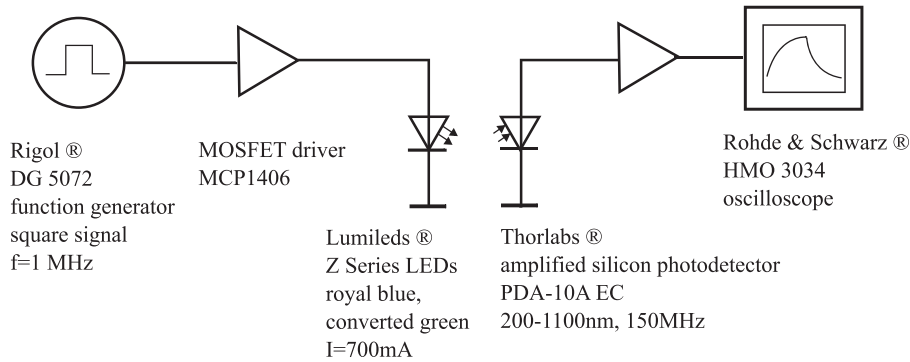 Rigol ®
DG 5072
function generator
square signal
f=1 MHz
MOSFET driver
MCP1406
Lumileds ®
Z Series LEDs
royal blue,
converted green
I=700mA
Thorlabs ®
amplified silicon photodetector
PDA-10A EC
200-1100nm, 150MHz
Rohde & Schwarz ®
HMO 3034
oscilloscope